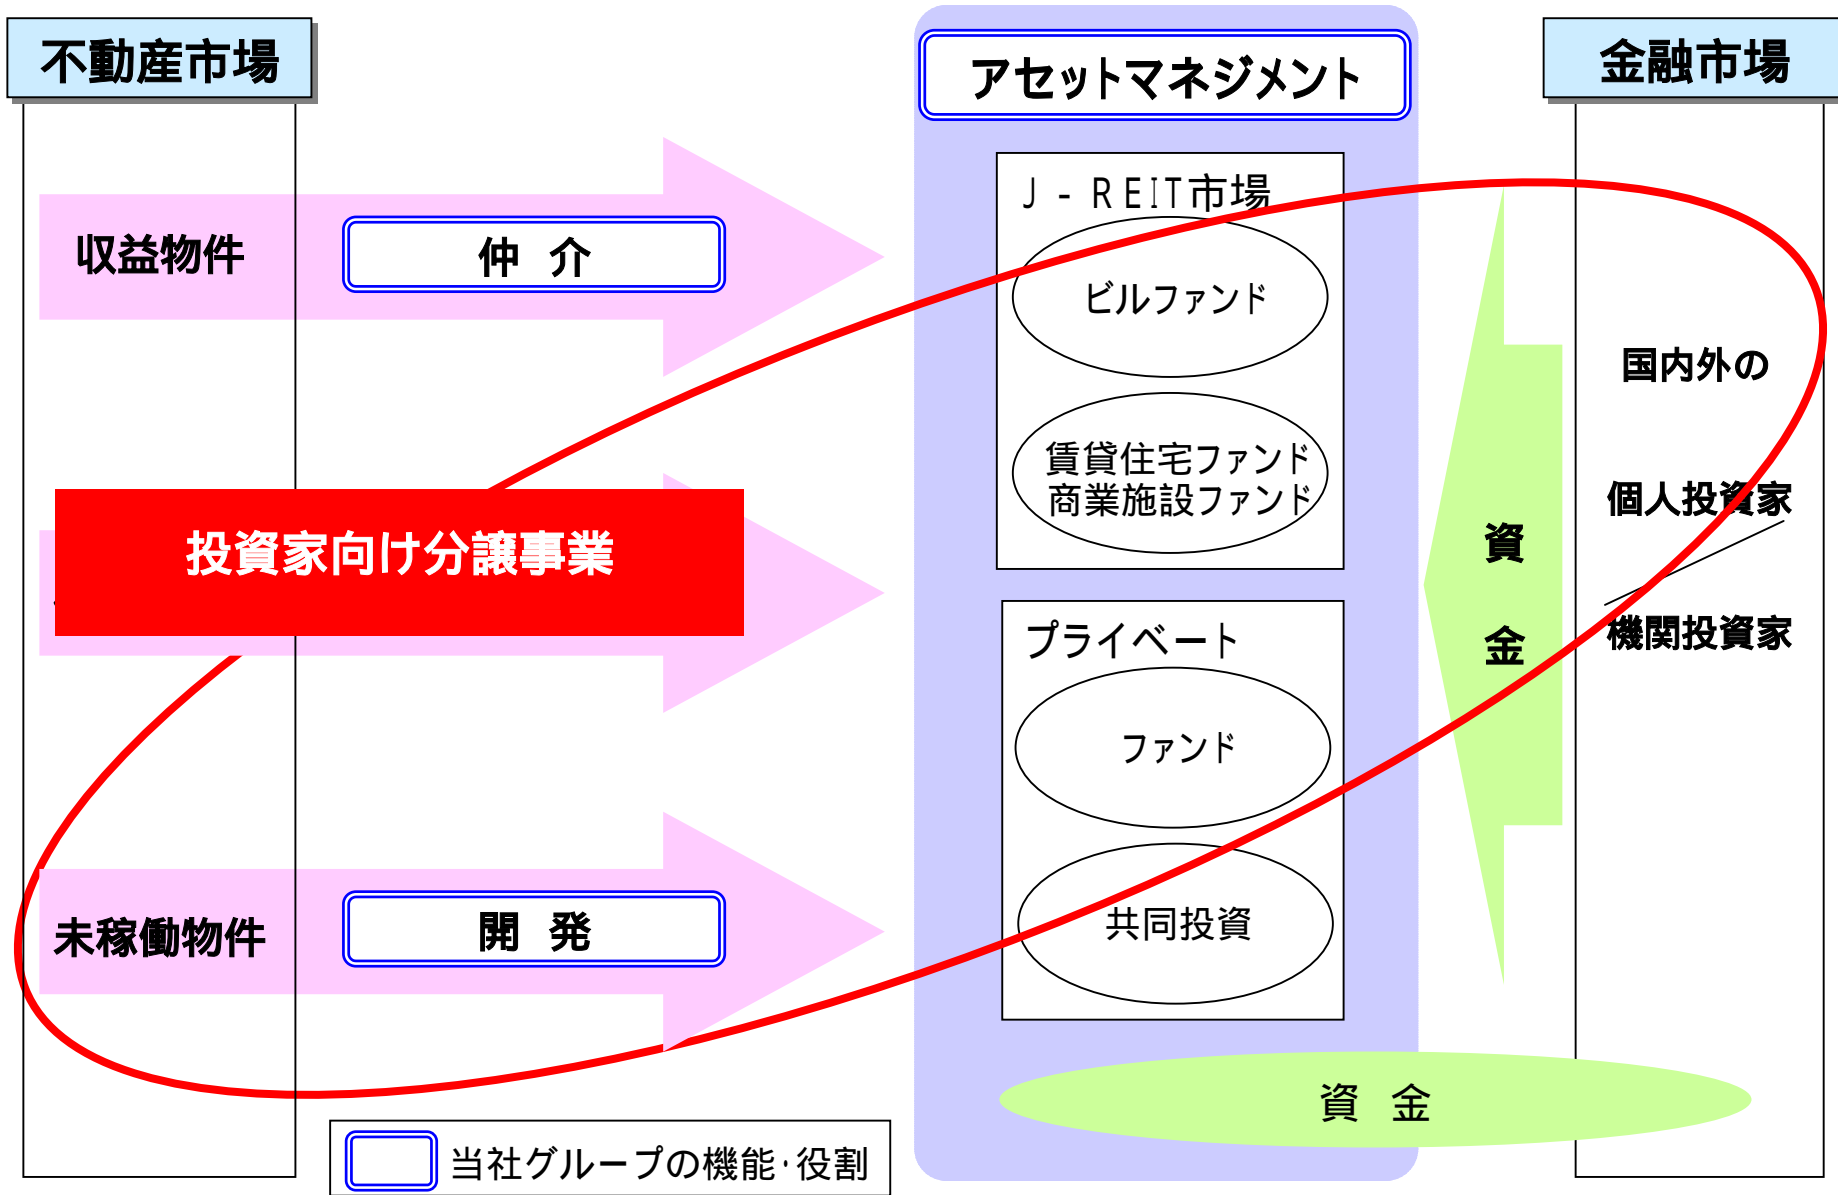 不動産市場
アセットマネジメント
金融市場
収益物件
仲 介
J-REIT市場
ビルファンド
賃貸住宅ファンド
商業施設ファンド
国内外の
個人投資家
機関投資家
投資家向け分譲事業
資
金
プライベート
ファンド
共同投資
未稼働物件
開 発
資 金
当社グループの機能･役割